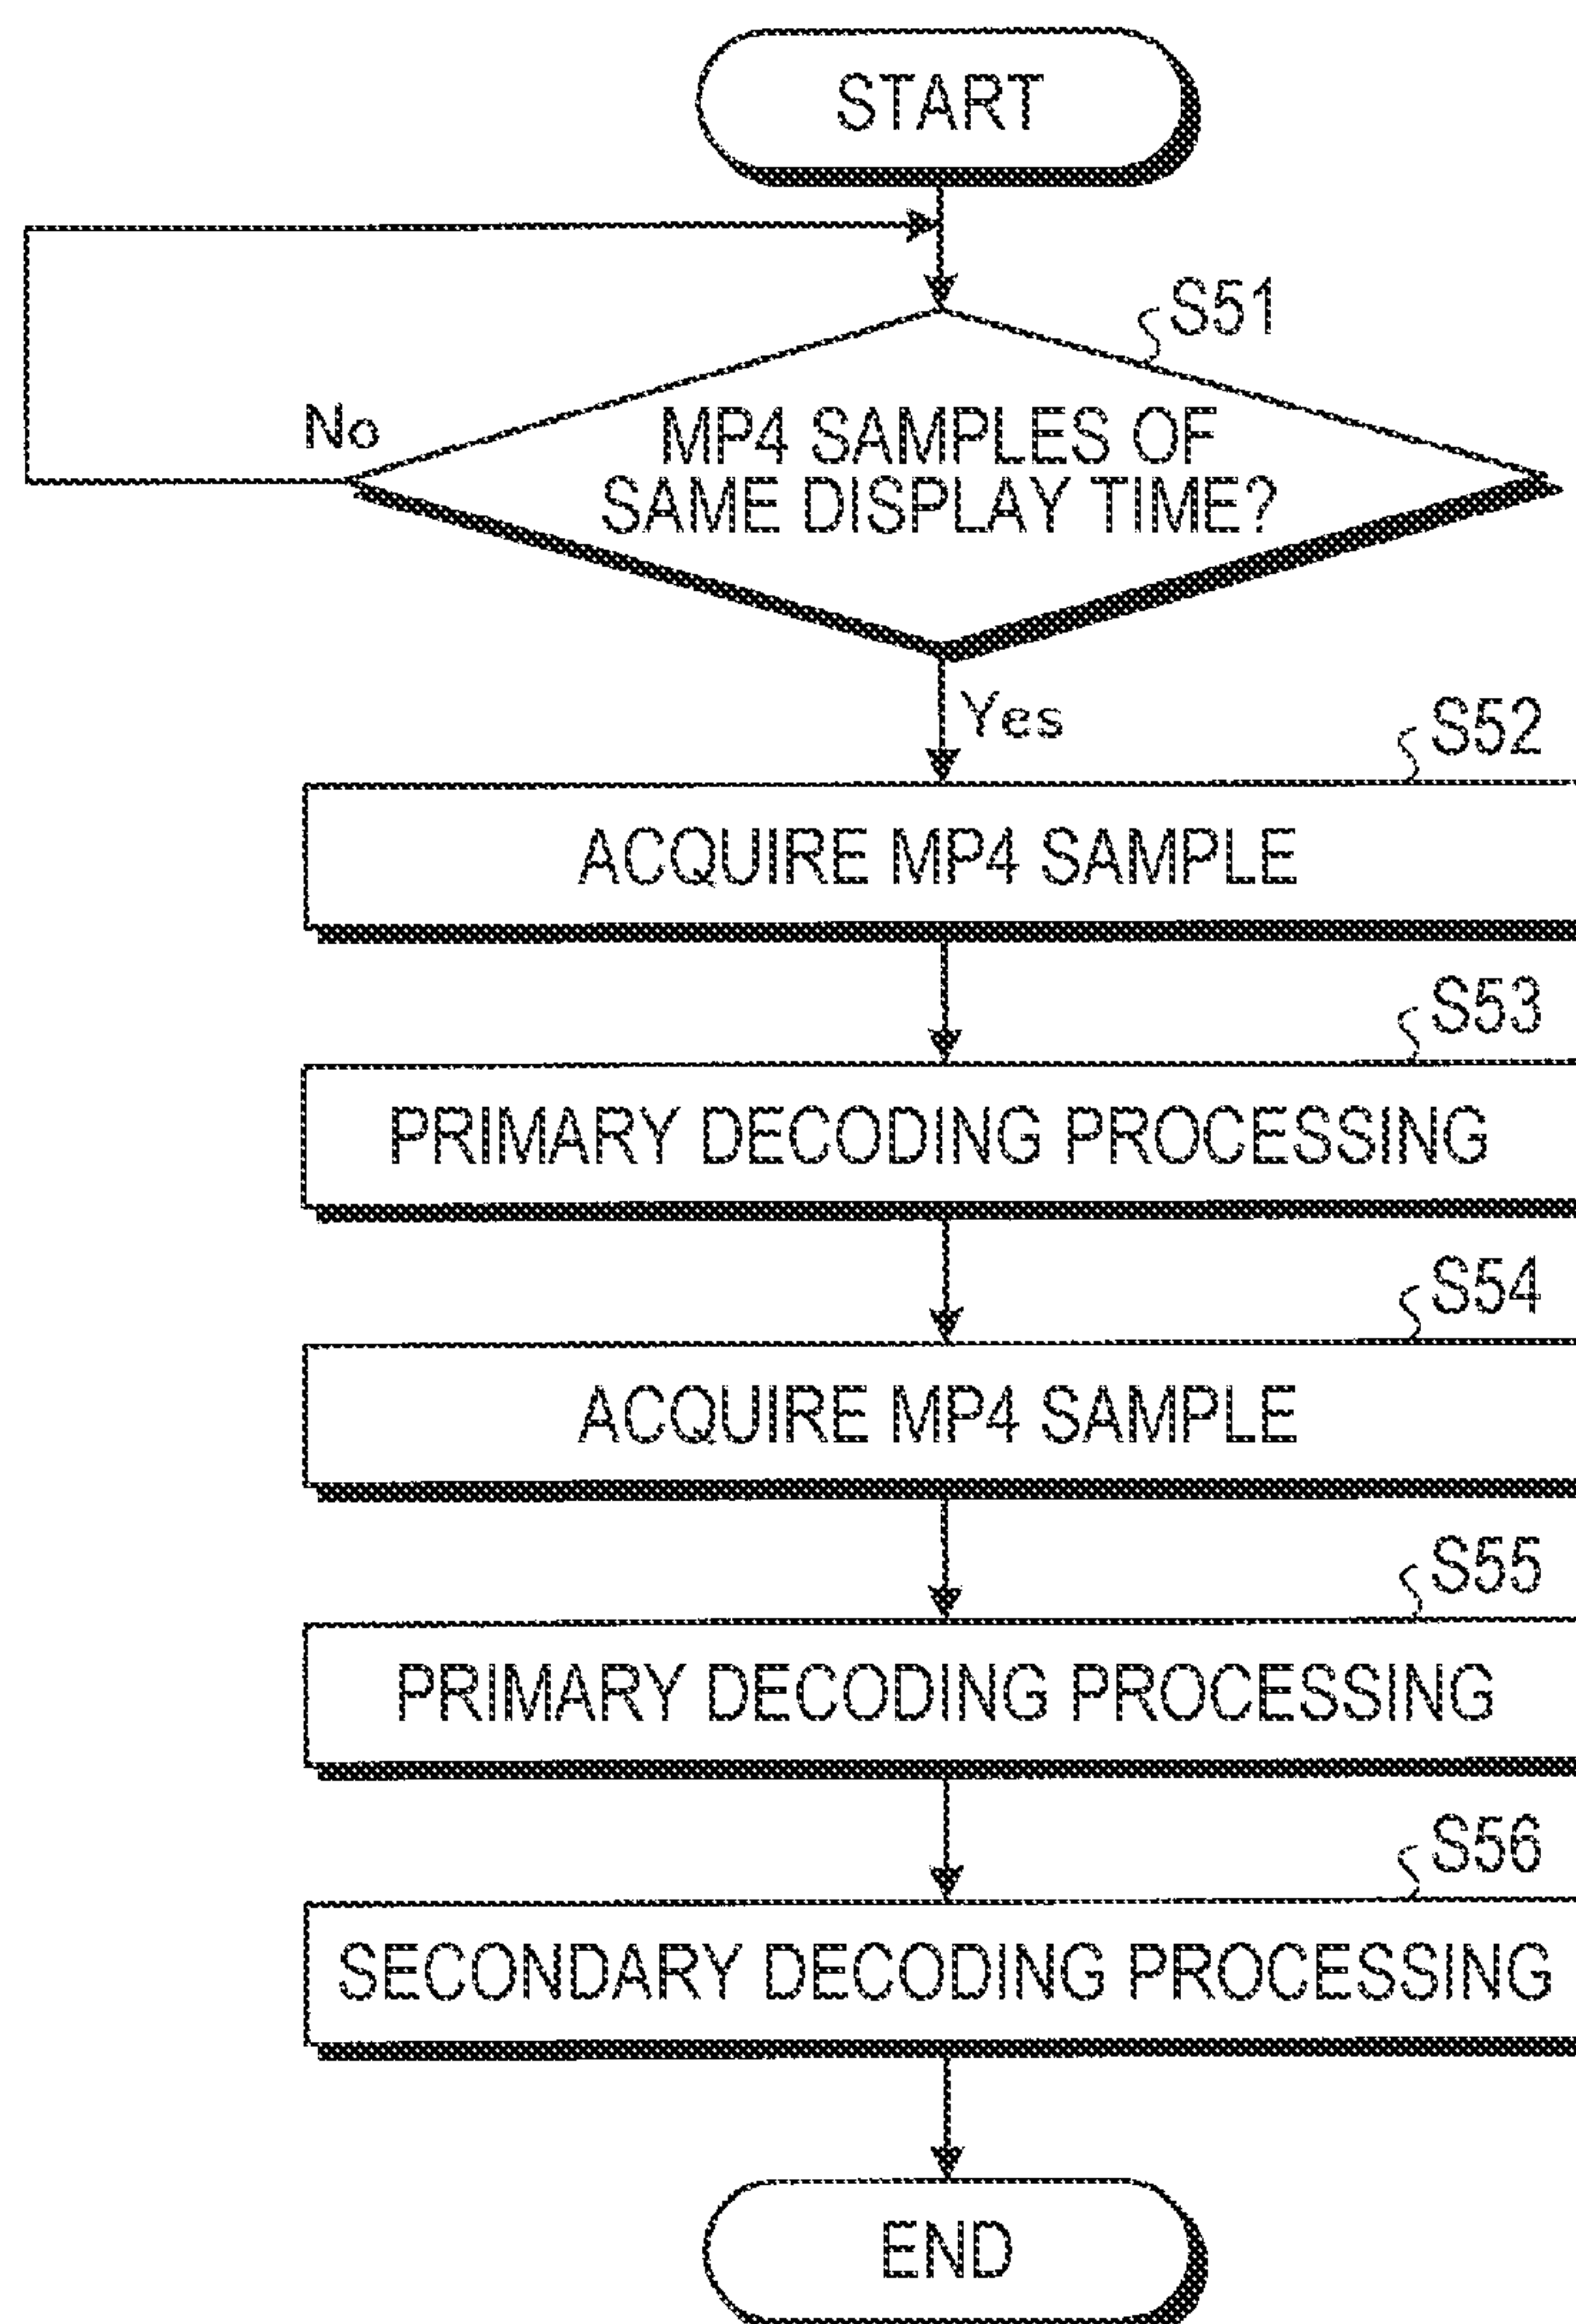 START
S51
No
MP4 SAMPLES OF
SAME DISPLAY TIME?
Yes
S52
ACQUIRE MP4 SAMPLE
S53
PRIMARY DECODING PROCESSING
S54
ACQUIRE MP4 SAMPLE
S55
PRIMARY DECODING PROCESSING
S56
SECONDARY DECODING PROCESSING
END